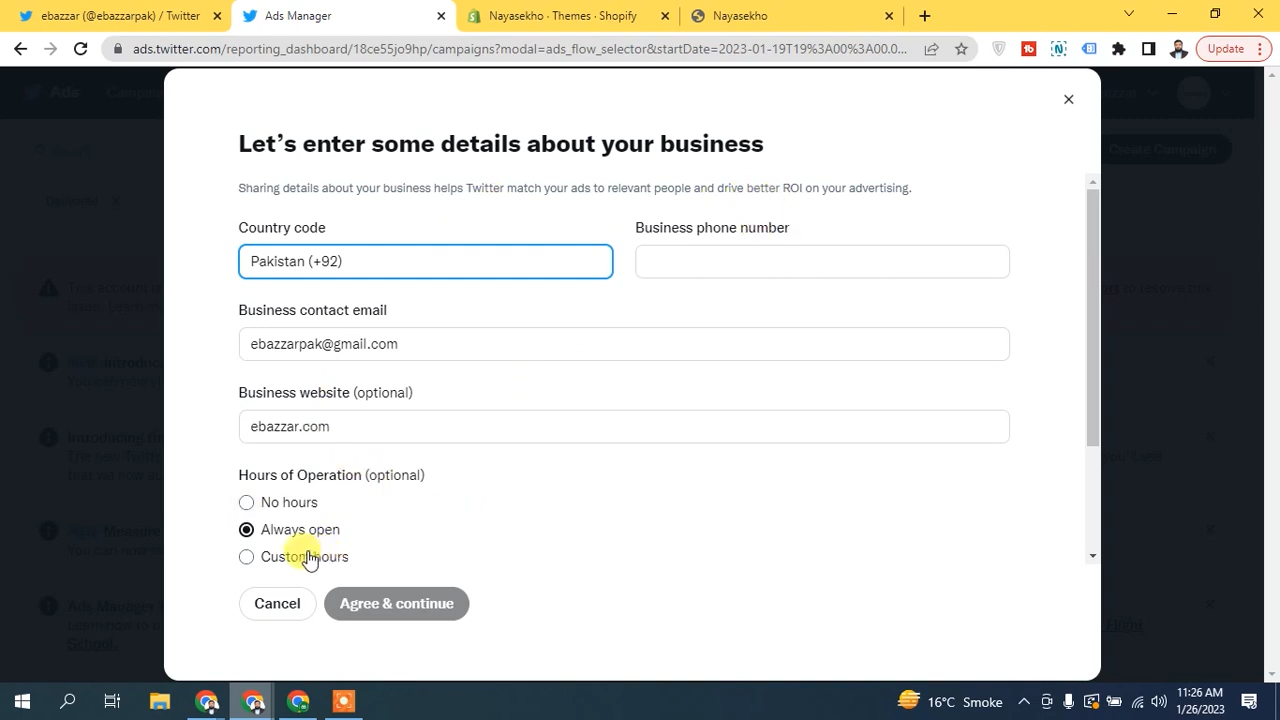 ebazzar (@ebazzarpak) / Twitter
Ads Manager
Nayasekho · Themes · Shopify
Nayasekho
ads.twitter.com/reporting_dashboard/18ce55jo9hp/campaigns?modal=ads_flow_selector&startDate=2023-01-19T19%3A00%3A00.0...
Update
Ads
Create Campaign
Let's enter some details about your business
Sharing details about your business helps Twitter match your ads to relevant people and drive better ROI on your advertising.
Country code
Business phone number
Pakistan (+92)
Business contact email
ebazzarpak@gmail.com
Business website (optional)
ebazzar.com
Hours of Operation (optional)
No hours
Always open
Custom hours
Cancel
Agree & continue
Flight
School.
16°C Smoke
11:26 AM
1/26/2023